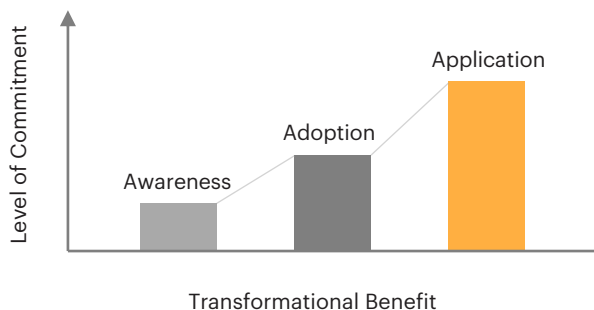 Level of Commitment
Application
Adoption
Awareness
Transformational Benefit